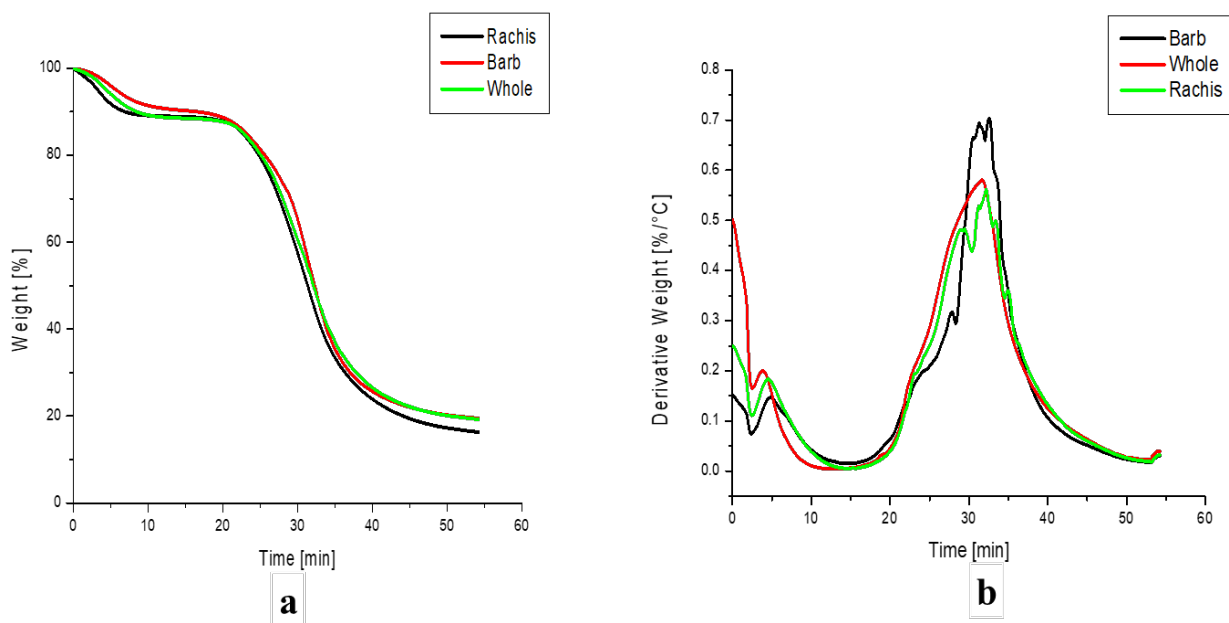 Rachis
Barb
Whole
100
80
60
40
20
0
Weight [%]
0 10 20 30 40 50 60
Time [min]
a
Barb
Whole
Rachis
0.8
0.7
0.6
0.5
0.4
0.3
0.2
0.1
0.0
Derivative Weight [%/°C]
0 10 20 30 40 50 60
Time [min]
b